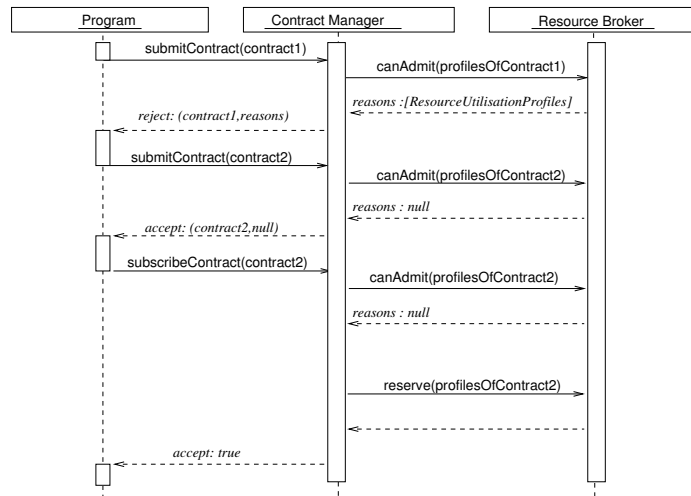 Program
Contract Manager
Resource Broker
submitContract(contract1)
canAdmit(profilesOfContract1)
reasons :[ResourceUtilisationProfiles]
reject: (contract1,reasons)
submitContract(contract2)
canAdmit(profilesOfContract2)
reasons : null
accept: (contract2,null)
subscribeContract(contract2)
canAdmit(profilesOfContract2)
reasons : null
reserve(profilesOfContract2)
accept: true